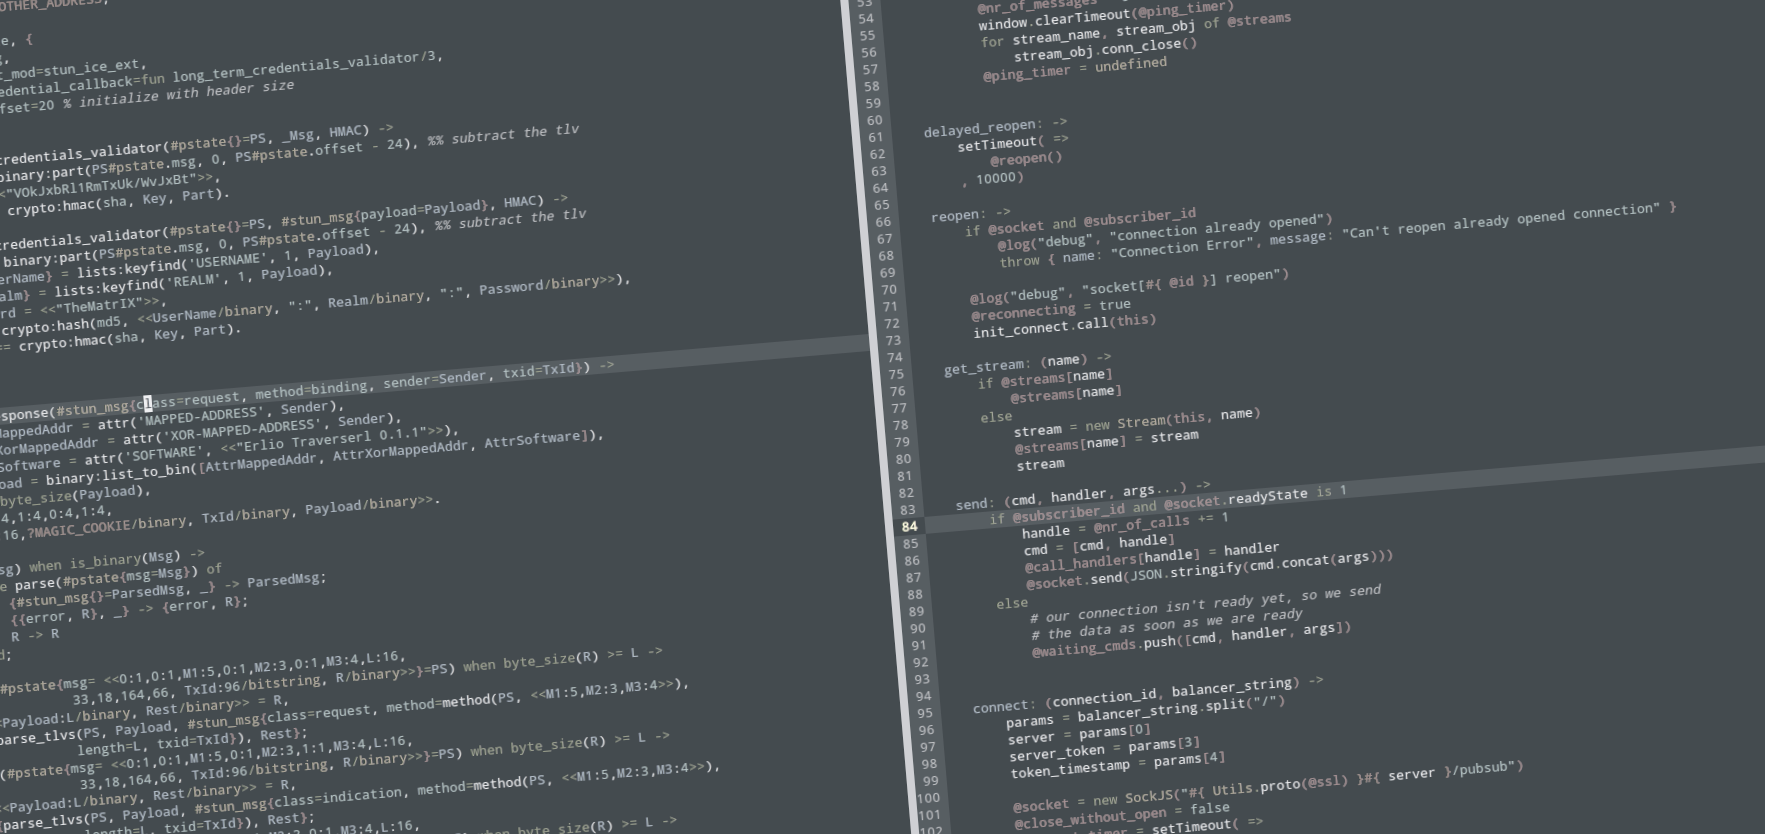 OTHER_ADDRESS,
e, {
t_mod=stun_ice_ext,
edential_callback=fun long_term_credentials_validator/3,
fset=20 % initialize with header size
credentials_validator(#pstate{}=PS, _Msg, HMAC) ->
binary:part(PS#pstate.msg, 0, PS#pstate.offset - 24), %% subtract the tlv
<"VOkJxbRl1RmTxUk/WvJxBt">>,
crypto:hmac(sha, Key, Part).
credentials_validator(#pstate{}=PS, #stun_msg{payload=Payload}, HMAC) ->
binary:part(PS#pstate.msg, 0, PS#pstate.offset - 24), %% subtract the tlv
erName} = lists:keyfind('USERNAME', 1, Payload),
alm} = lists:keyfind('REALM', 1, Payload),
rd = <<"TheMatrIX">>,
crypto:hash(md5, <<UserName/binary, ":", Realm/binary, ":", Password/binary>>),
== crypto:hmac(sha, Key, Part).
sponse(#stun_msg{class=request, method=binding, sender=Sender, txid=TxId}) ->
MappedAddr = attr('MAPPED-ADDRESS', Sender),
XorMappedAddr = attr('XOR-MAPPED-ADDRESS', Sender),
Software = attr('SOFTWARE', <<"Erlio Traverserl 0.1.1">>),
oad = binary:list_to_bin([AttrMappedAddr, AttrXorMappedAddr, AttrSoftware]),
byte_size(Payload),
4,1:4,0:4,1:4,
16,?MAGIC_COOKIE/binary, TxId/binary, Payload/binary>>.
sg) when is_binary(Msg) ->
e parse(#pstate{msg=Msg}) of
{#stun_msg{}=ParsedMsg, _} -> ParsedMsg;
{{error, R}, _} -> {error, R};
R -> R
d;
#pstate{msg= <<0:1,0:1,M1:5,0:1,M2:3,0:1,M3:4,L:16,
33,18,164,66, TxId:96/bitstring, R/binary>>}=PS) when byte_size(R) >= L ->
<Payload:L/binary, Rest/binary>> = R,
parse_tlvs(PS, Payload, #stun_msg{class=request, method=method(PS, <<M1:5,M2:3,M3:4>>),
length=L, txid=TxId}), Rest};
(#pstate{msg= <<0:1,0:1,M1:5,0:1,M2:3,1:1,M3:4,L:16,
33,18,164,66, TxId:96/bitstring, R/binary>>}=PS) when byte_size(R) >= L ->
<<Payload:L/binary, Rest/binary>> = R,
{parse_tlvs(PS, Payload, #stun_msg{class=indication, method=method(PS, <<M1:5,M2:3,M3:4>>),
length=L, txid=TxId}), Rest};
M2:3,0:1,M3:4,L:16,
when byte_size(R) >= L ->
53 @nr_of_messages
54 window.clearTimeout(@ping_timer)
55 for stream_name, stream_obj of @streams
56 stream_obj.conn_close()
57 @ping_timer = undefined
58
59
60 delayed_reopen: ->
61 setTimeout( =>
62 @reopen()
63 , 10000)
64
65 reopen: ->
66 if @socket and @subscriber_id
67 @log("debug", "connection already opened")
68 throw { name: "Connection Error", message: "Can't reopen already opened connection" }
69
70 @log("debug", "socket[#{ @id }] reopen")
71 @reconnecting = true
72 init_connect.call(this)
73
74 get_stream: (name) ->
75 if @streams[name]
76 @streams[name]
77 else
78 stream = new Stream(this, name)
79 @streams[name] = stream
80 stream
81
82 send: (cmd, handler, args...) ->
83 if @subscriber_id and @socket.readyState is 1
84 handle = @nr_of_calls += 1
85 cmd = [cmd, handle]
86 @call_handlers[handle] = handler
87 @socket.send(JSON.stringify(cmd.concat(args)))
88 else
89 # our connection isn't ready yet, so we send
90 # the data as soon as we are ready
91 @waiting_cmds.push([cmd, handler, args])
92
93
94 connect: (connection_id, balancer_string) ->
95 params = balancer_string.split("/")
96 server = params[0]
97 server_token = params[3]
98 token_timestamp = params[4]
99
100 @socket = new SockJS("#{ Utils.proto(@ssl) }#{ server }/pubsub")
101 @close_without_open = false
102 setTimeout( =>